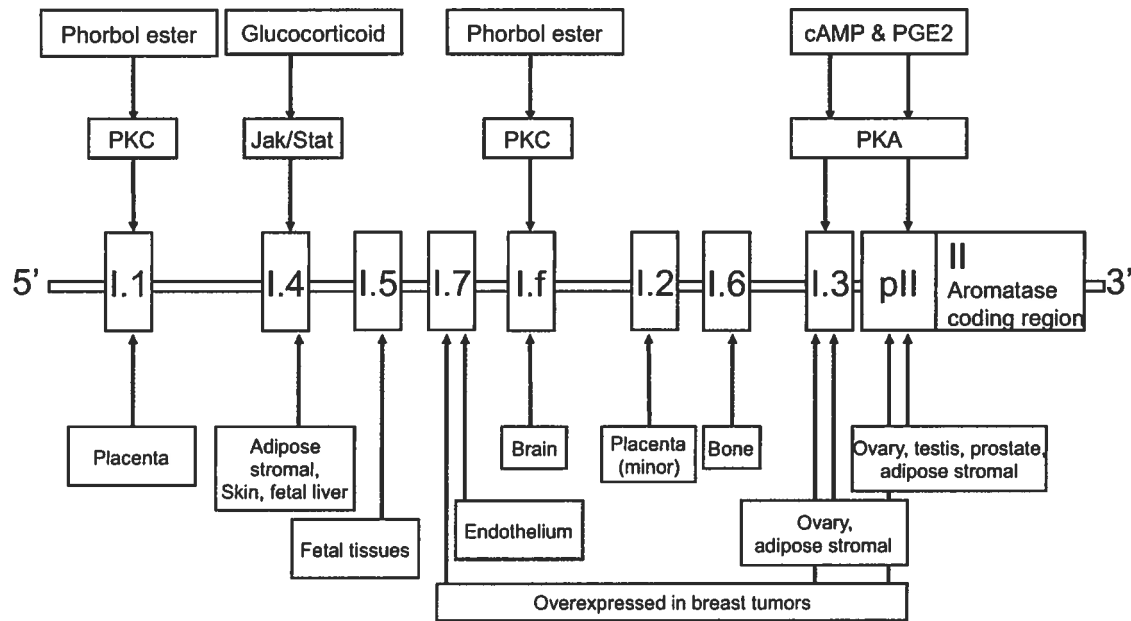 Phorbol ester
Glucocorticoid
Phorbol ester
cAMP & PGE2
PKC
Jak/Stat
PKC
PKA
5’
I.1
I.4
I.5
I.7
I.f
I.2
I.6
I.3
pII
II
Aromatase
coding region
3’
Placenta
Adipose
stromal,
Skin, fetal liver
Fetal tissues
Endothelium
Brain
Placenta
(minor)
Bone
Ovary,
adipose stromal
Ovary, testis, prostate,
adipose stromal
Overexpressed in breast tumors